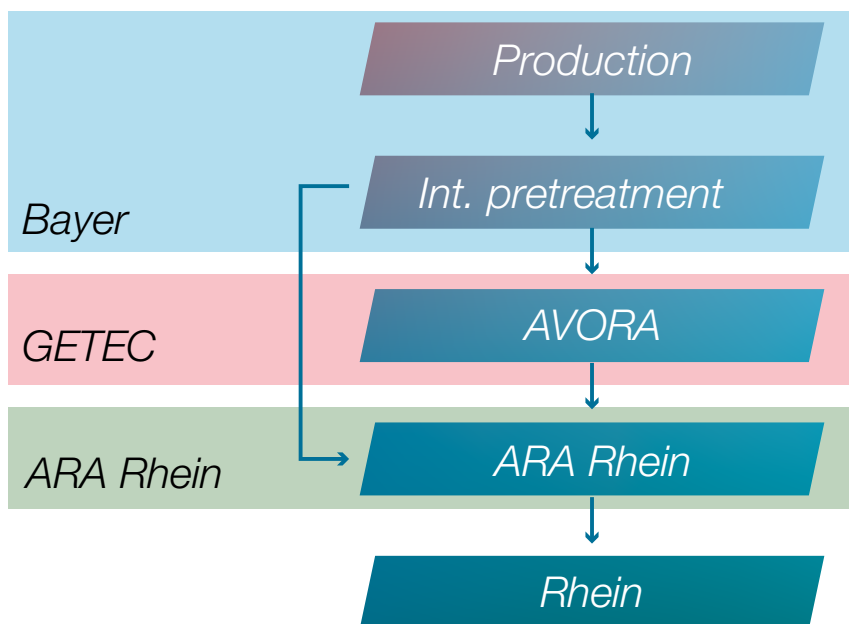 Production
Int. pretreatment
Bayer
AVORA
GETEC
ARA Rhein
ARA Rhein
Rhein